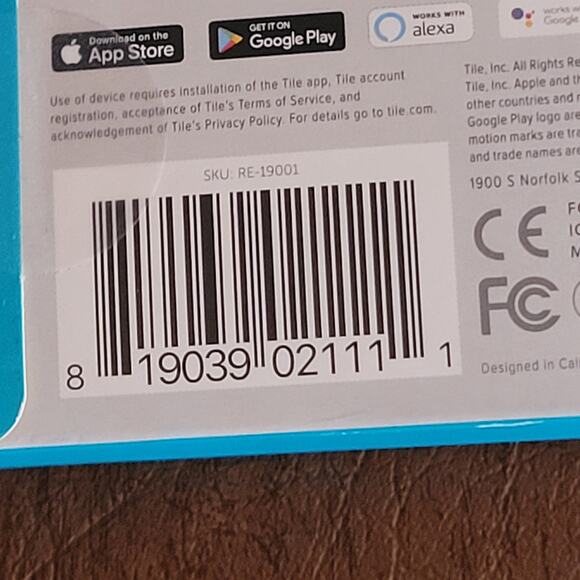 Download on the
App Store
GET IT ON
Google Play
WORKS WITH
alexa
works w
Google
Use of device requires installation of the Tile app, Tile account
registration, acceptance of Tile's Terms of Service, and
acknowledgement of Tile's Privacy Policy. For details go to tile.com.
Tile, Inc. All Rights Re
Tile, Inc. Apple and th
other countries and r
Google Play logo are
motion marks are tra
and trade names are
1900 S Norfolk S
SKU: RE-19001
8 19039 02111 1
CE
FC
Designed in Cali